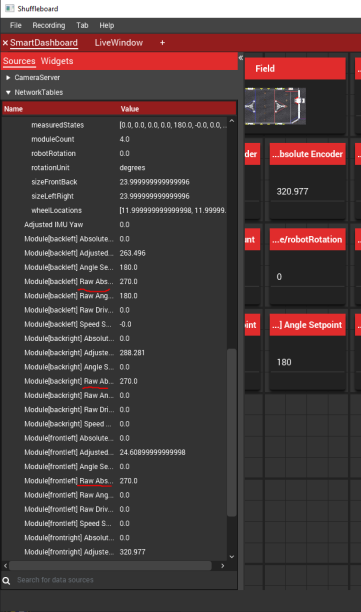 Shuffleboard
File Recording Tab Help
SmartDashboard LiveWindow +
Sources Widgets
CameraServer
NetworkTables
Name Value
measuredStates [0.0, 0.0, 0.0, 0.0, 180.0, -0.0, 0.0,...
moduleCount 4.0
robotRotation 0.0
rotationUnit degrees
sizeFrontBack 23.999999999999996
sizeLeftRight 23.999999999999996
wheelLocations [11.999999999999998, 11.99999...
Adjusted IMU Yaw 0.0
Module[backleft] Absolute... 0.0
Module[backleft] Adjusted... 263.496
Module[backleft] Angle Se... 180.0
Module[backleft] Raw Abs... 270.0
Module[backleft] Raw Ang... 180.0
Module[backleft] Raw Driv... 0.0
Module[backleft] Speed S... -0.0
Module[backright] Absolut... 0.0
Module[backright] Adjuste... 288.281
Module[backright] Angle S... 0.0
Module[backright] Raw Ab... 270.0
Module[backright] Raw An... 0.0
Module[backright] Raw Dri... 0.0
Module[backright] Speed ... 0.0
Module[frontleft] Absolute... 0.0
Module[frontleft] Adjusted... 24.60899999999998
Module[frontleft] Angle Se... 0.0
Module[frontleft] Raw Abs... 270.0
Module[frontleft] Raw Ang... 0.0
Module[frontleft] Raw Driv... 0.0
Module[frontleft] Speed S... 0.0
Module[frontright] Absolut... 0.0
Module[frontright] Adjuste... 320.977
Search for data sources
Field
der
...bsolute Encoder
320.977
unt
...e/robotRotation
0
oint
...] Angle Setpoint
180